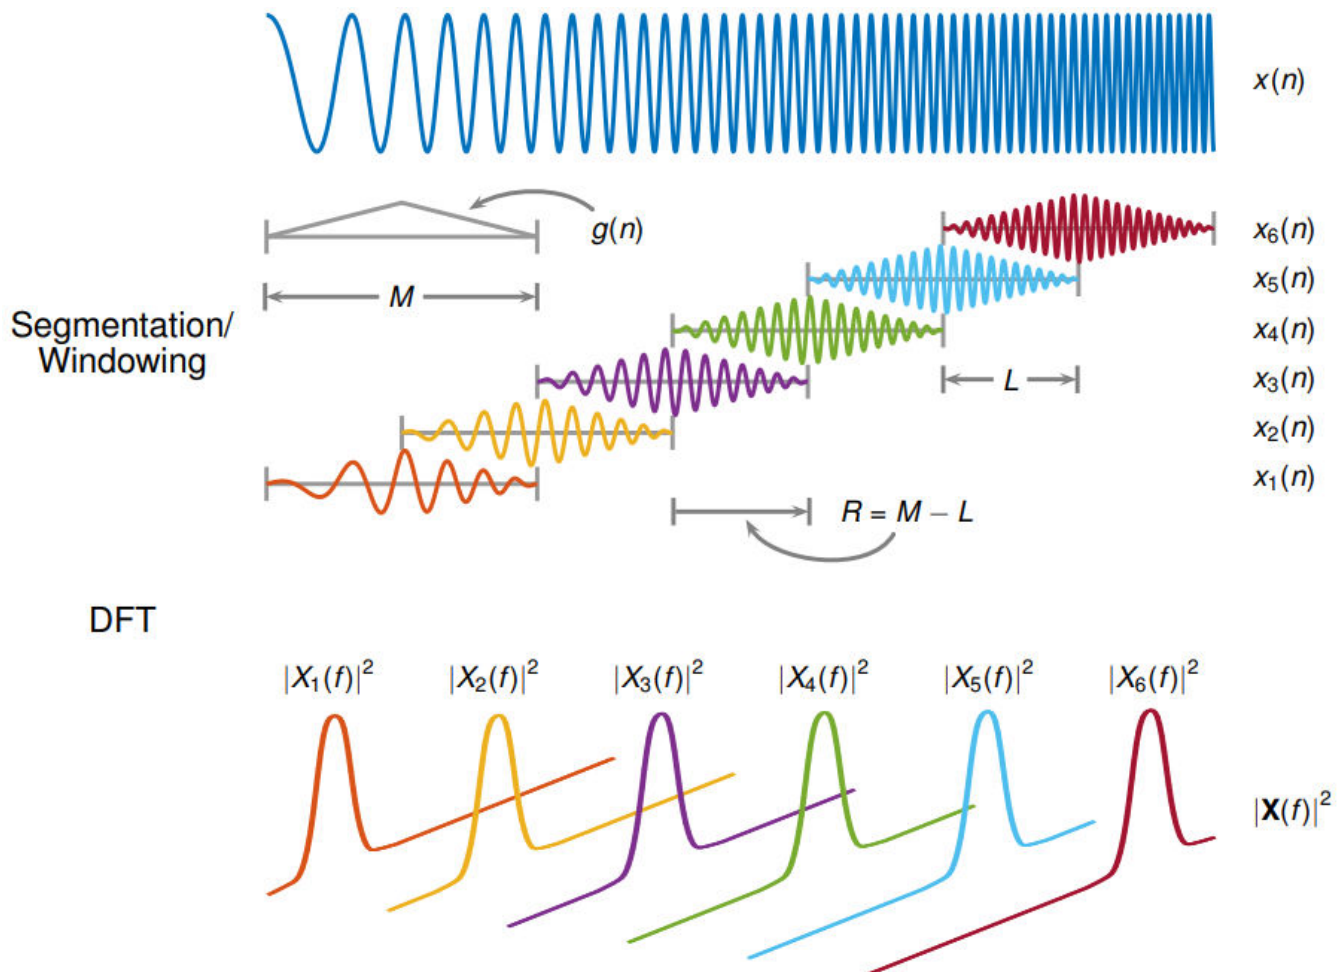 x(n)
g(n)
x₆(n)
x₅(n)
M
Segmentation/
Windowing
x₄(n)
x₃(n)
L
x₂(n)
x₁(n)
R = M − L
DFT
|X₁(f)|² |X₂(f)|² |X₃(f)|² |X₄(f)|² |X₅(f)|² |X₆(f)|²
|X(f)|²